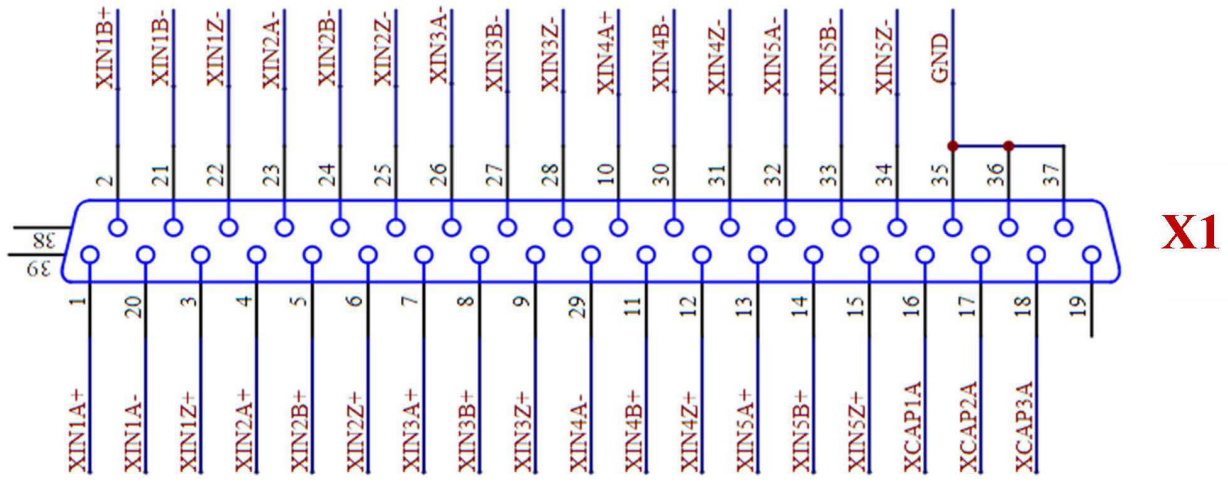 XIN1B+
XIN1B-
XIN1Z-
XIN2A-
XIN2B-
XIN2Z-
XIN3A-
XIN3B-
XIN3Z-
XIN4A+
XIN4B-
XIN4Z-
XIN5A-
XIN5B-
XIN5Z-
GND
2
21
22
23
24
25
26
27
28
10
30
31
32
33
34
35
36
37
38
39
X1
1
20
3
4
5
6
7
8
9
29
11
12
13
14
15
16
17
18
19
XIN1A+
XIN1A-
XIN1Z+
XIN2A+
XIN2B+
XIN2Z+
XIN3A+
XIN3B+
XIN3Z+
XIN4A-
XIN4B+
XIN4Z+
XIN5A+
XIN5B+
XIN5Z+
XCAP1A
XCAP2A
XCAP3A